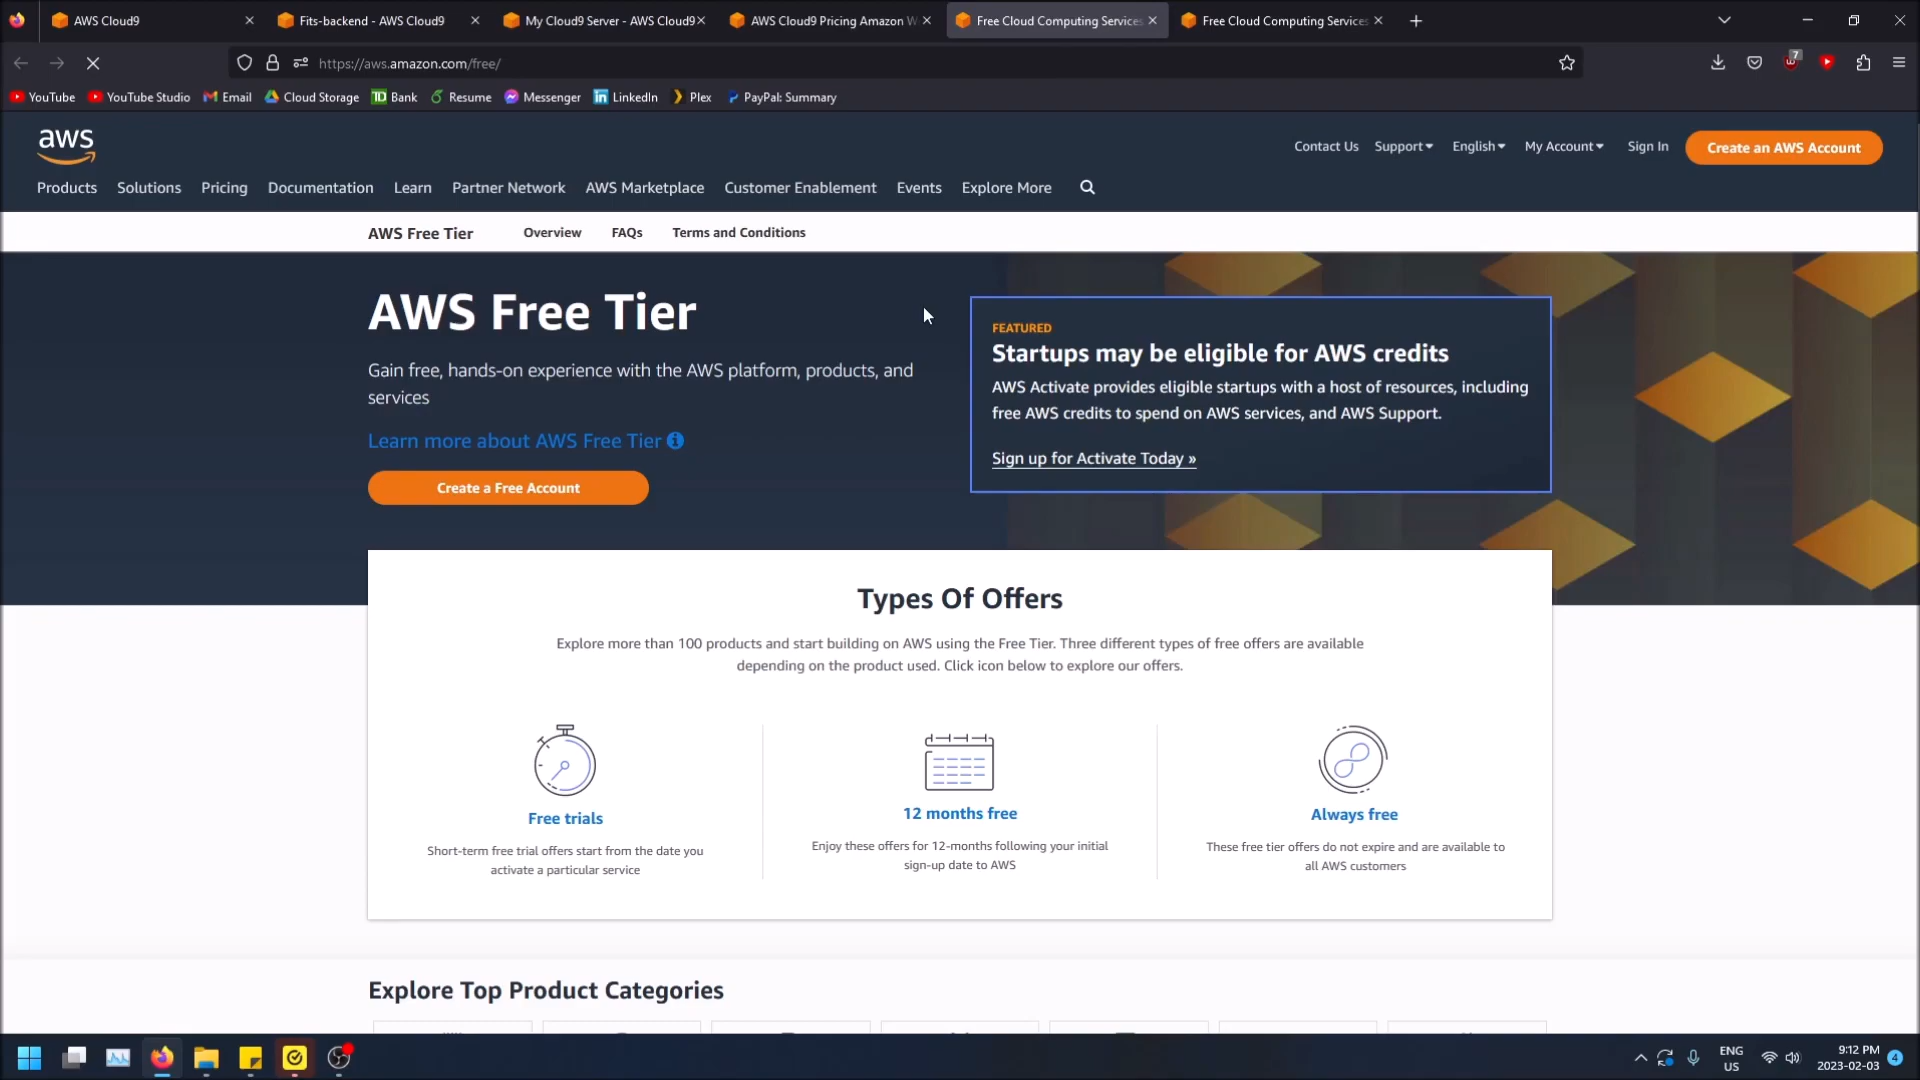 AWS Cloud9
Fits-backend - AWS Cloud9
My Cloud9 Server - AWS Cloud9
AWS Cloud9 Pricing Amazon W
Free Cloud Computing Services
Free Cloud Computing Services
https://aws.amazon.com/free/
7
YouTube
YouTube Studio
Email
Cloud Storage
TD Bank
Resume
Messenger
in LinkedIn
Plex
PayPal: Summary
aws
Contact Us
Support
English
My Account
Sign In
Create an AWS Account
Products
Solutions
Pricing
Documentation
Learn
Partner Network
AWS Marketplace
Customer Enablement
Events
Explore More
AWS Free Tier
Overview
FAQs
Terms and Conditions
AWS Free Tier
Gain free, hands-on experience with the AWS platform, products, and
services
Learn more about AWS Free Tier
Create a Free Account
FEATURED
Startups may be eligible for AWS credits
AWS Activate provides eligible startups with a host of resources, including
free AWS credits to spend on AWS services, and AWS Support.
Sign up for Activate Today »
Types Of Offers
Explore more than 100 products and start building on AWS using the Free Tier. Three different types of free offers are available
depending on the product used. Click icon below to explore our offers.
Free trials
Short-term free trial offers start from the date you
activate a particular service
12 months free
Enjoy these offers for 12-months following your initial
sign-up date to AWS
Always free
These free tier offers do not expire and are available to
all AWS customers
Explore Top Product Categories
ENG
US
9:12 PM
2023-02-03
4